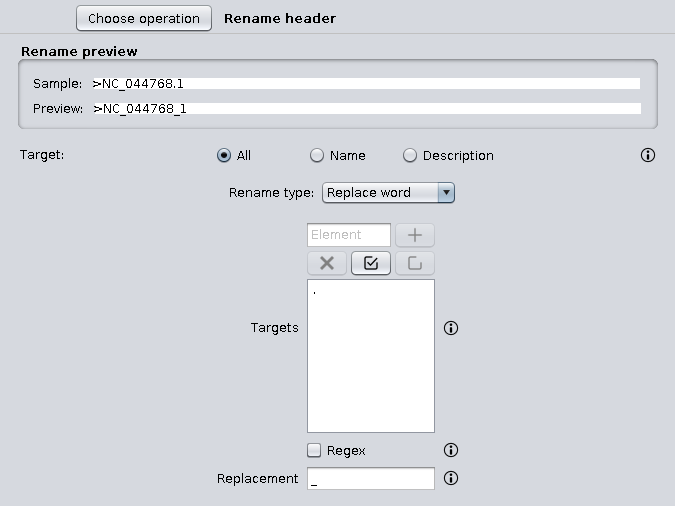 Choose operation Rename header
Rename preview
Sample: >NC_044768.1
Preview: >NC_044768_1
Target: All Name Description
Rename type: Replace word
Element
.
Targets
Regex
Replacement _